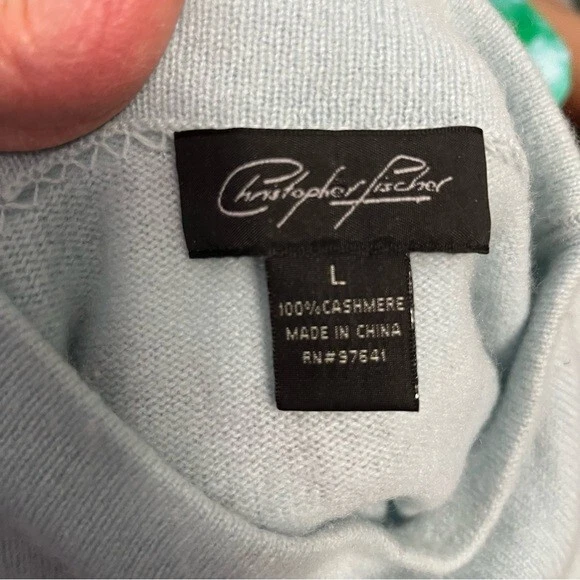 Christopher Fischer
L
100% CASHMERE
MADE IN CHINA
RN# 97641